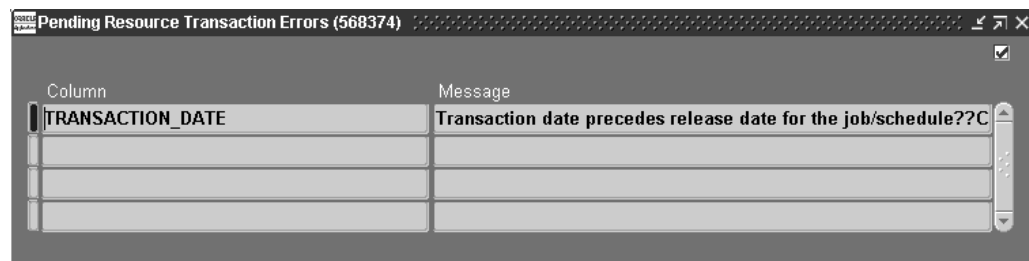 Pending Resource Transaction Errors (568374)
Column Message
TRANSACTION_DATE Transaction date precedes release date for the job/schedule??C